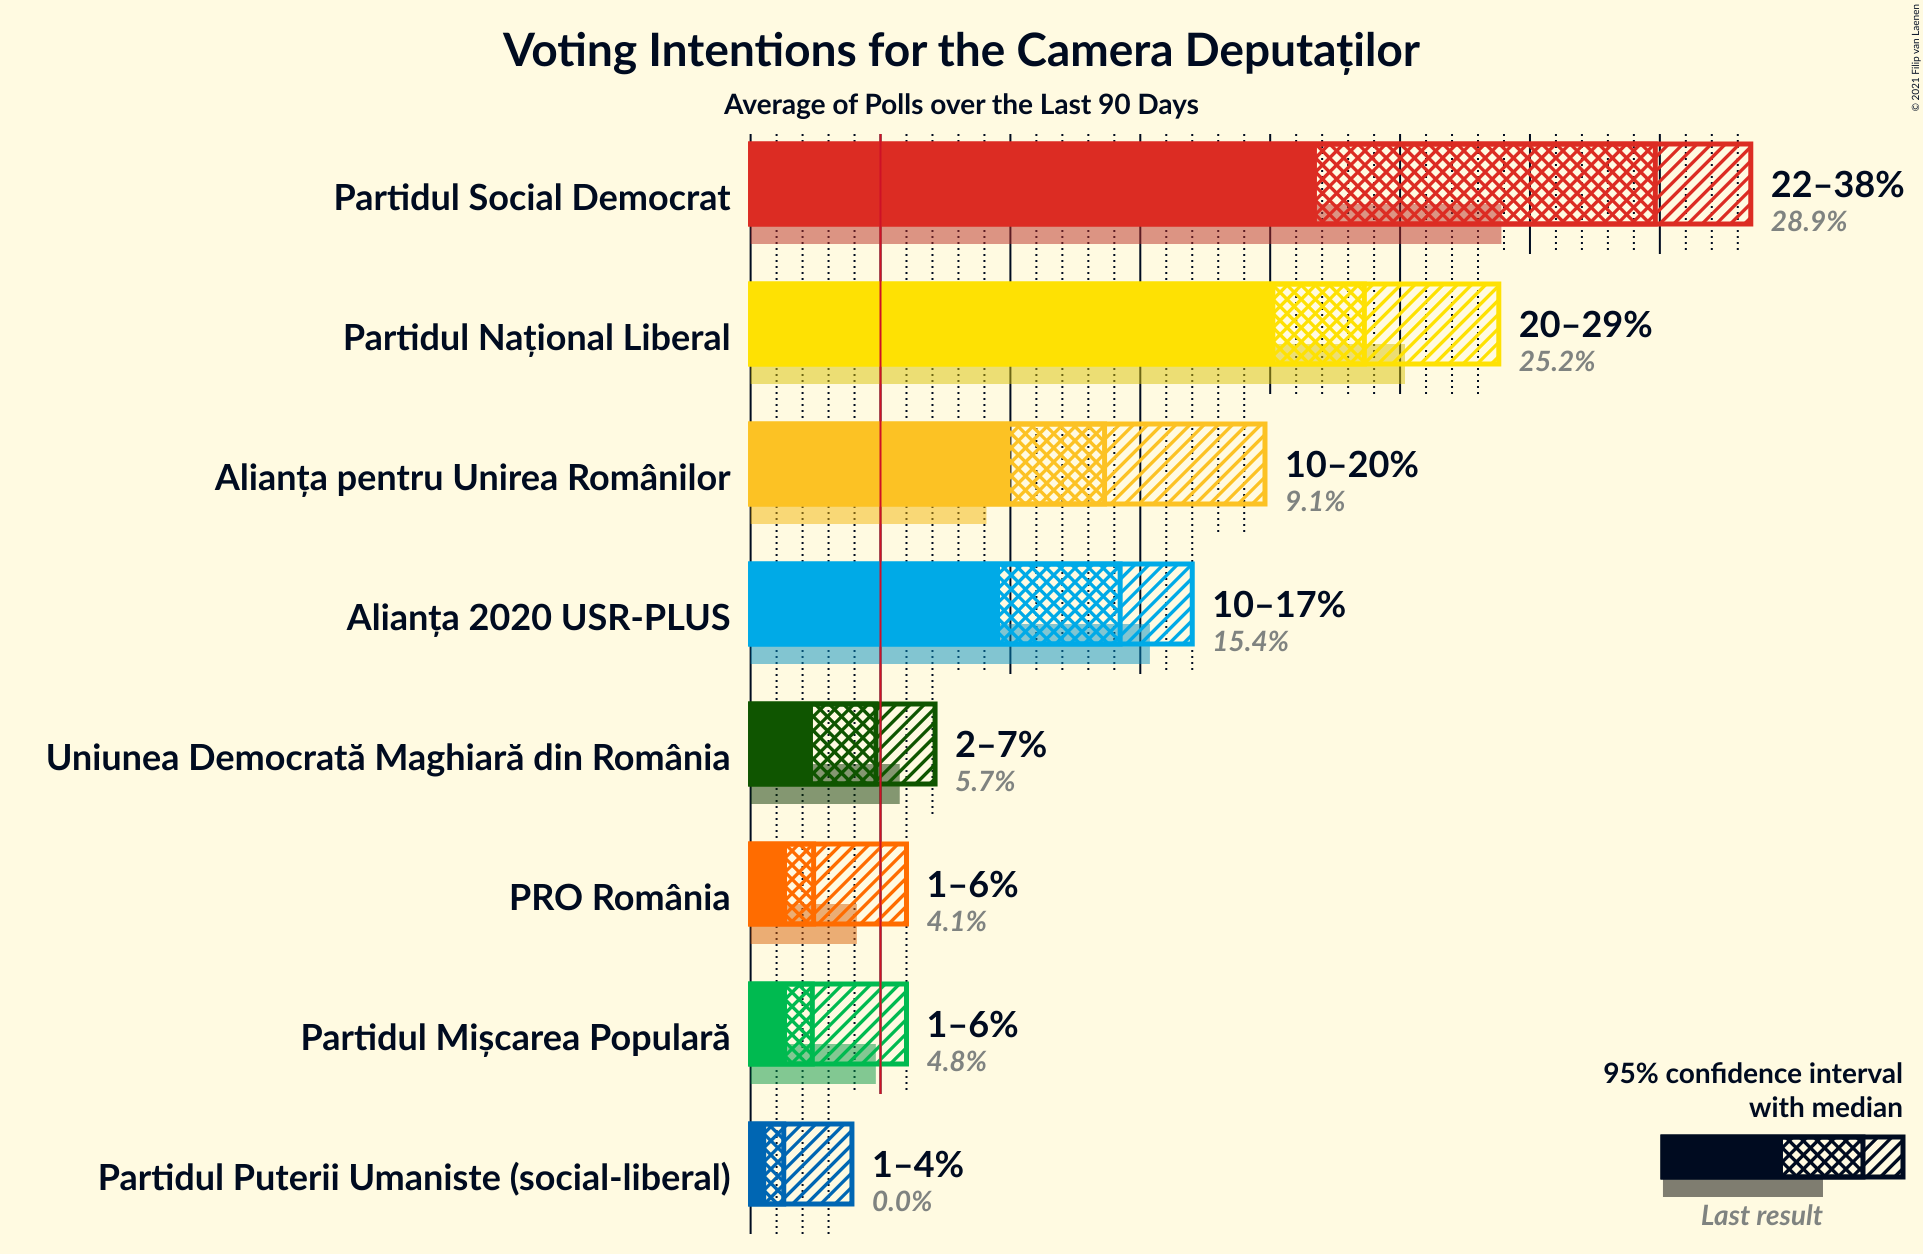 Voting Intentions for the Camera Deputaților
Average of Polls over the Last 90 Days
© 2021 Filip van Laenen
Partidul Social Democrat
22–38%
28.9%
Partidul Național Liberal
20–29%
25.2%
Alianța pentru Unirea Românilor
10–20%
9.1%
Alianța 2020 USR-PLUS
10–17%
15.4%
Uniunea Democrată Maghiară din România
2–7%
5.7%
PRO România
1–6%
4.1%
Partidul Mișcarea Populară
1–6%
4.8%
Partidul Puterii Umaniste (social-liberal)
1–4%
0.0%
95% confidence interval
with median
Last result